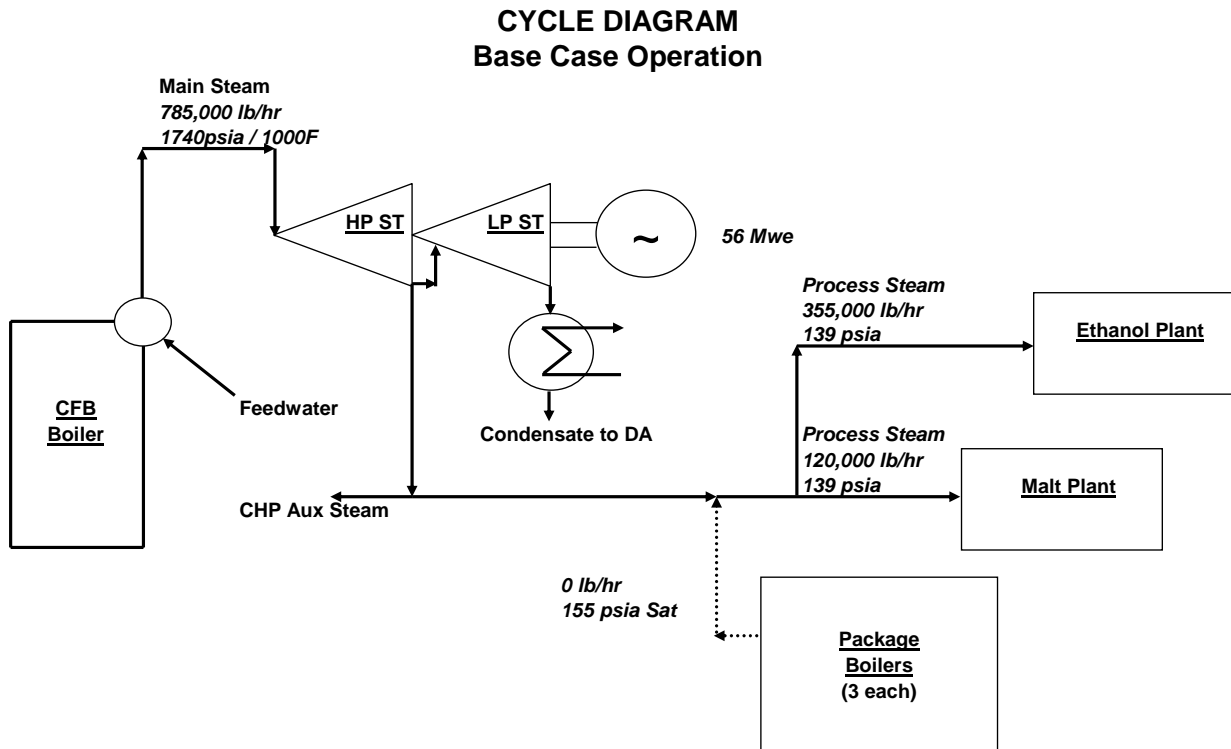 CYCLE DIAGRAM
Base Case Operation
Main Steam
785,000 lb/hr
1740psia / 1000F
HP ST
LP ST
~
56 Mwe
Process Steam
355,000 lb/hr
139 psia
Ethanol Plant
CFB
Boiler
Feedwater
Condensate to DA
Process Steam
120,000 lb/hr
139 psia
Malt Plant
CHP Aux Steam
0 lb/hr
155 psia Sat
Package
Boilers
(3 each)